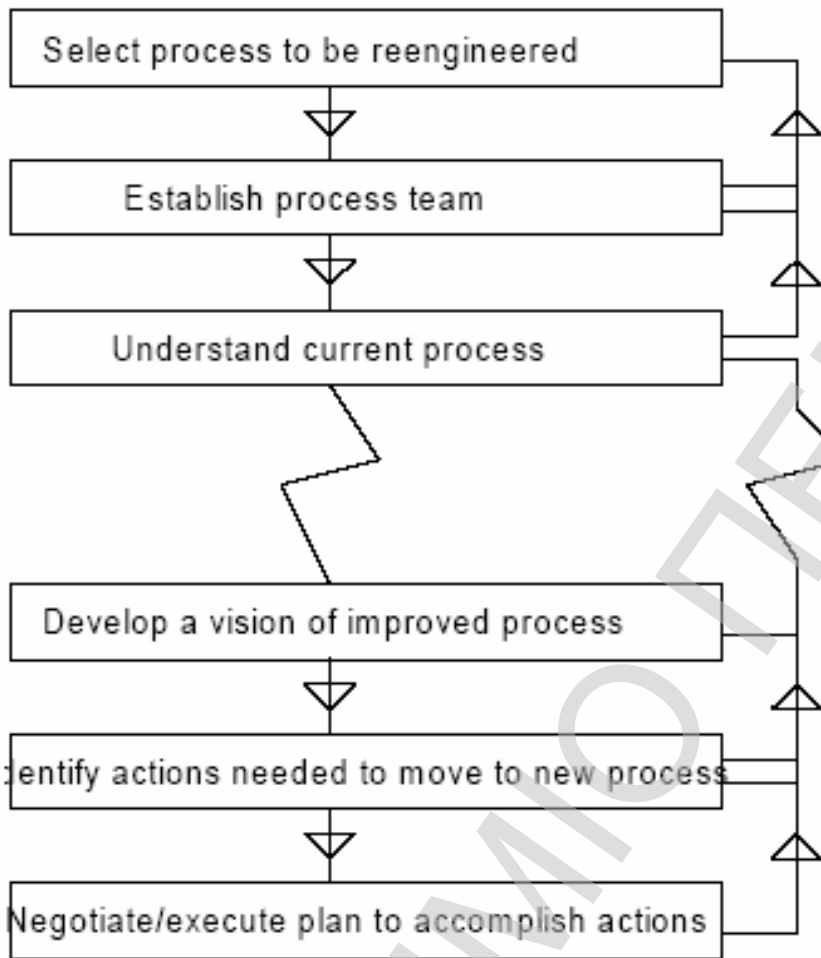 Select process to be reengineered
Establish process team
Understand current process
Develop a vision of improved process
dentify actions needed to move to new process
Negotiate/execute plan to accomplish actions